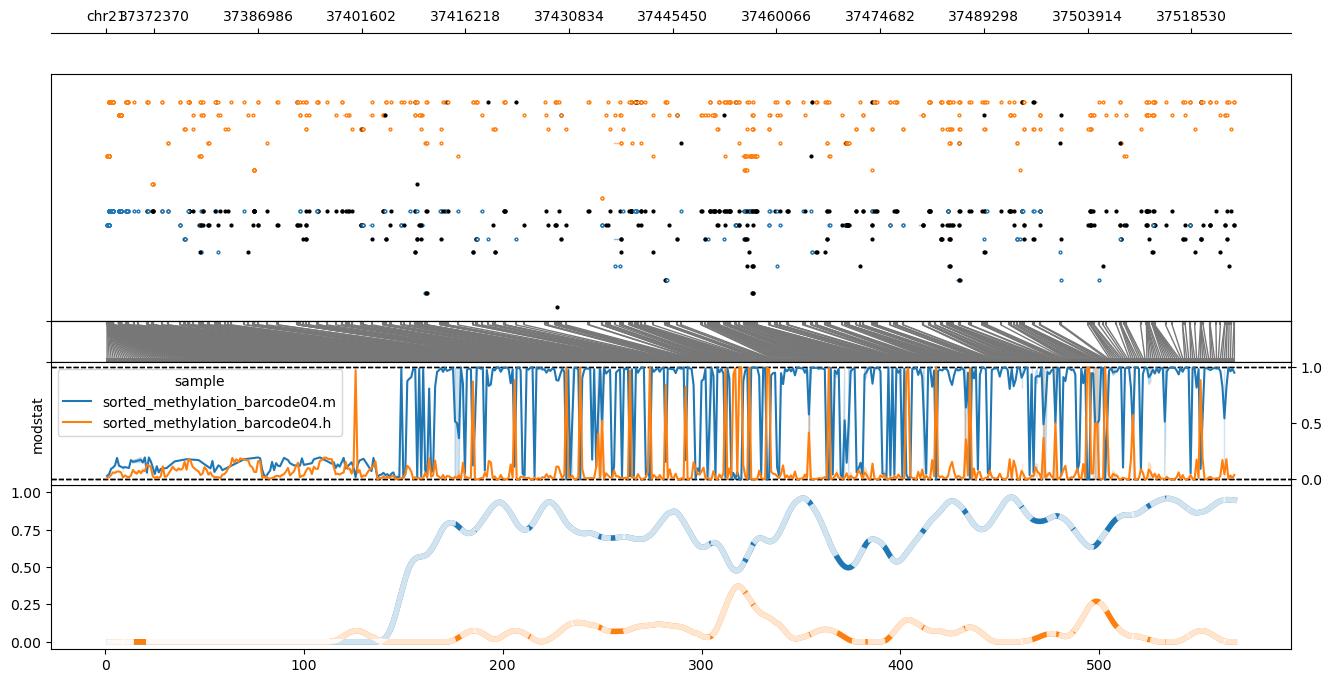 chr21 37372370 37386986 37401602 37416218 37430834 37445450 37460066 37474682 37489298 37503914 37518530
sample
sorted_methylation_barcode04.m
sorted_methylation_barcode04.h
modstat
1.0
0.5
0.0
1.00
0.75
0.50
0.25
0.00
0 100 200 300 400 500